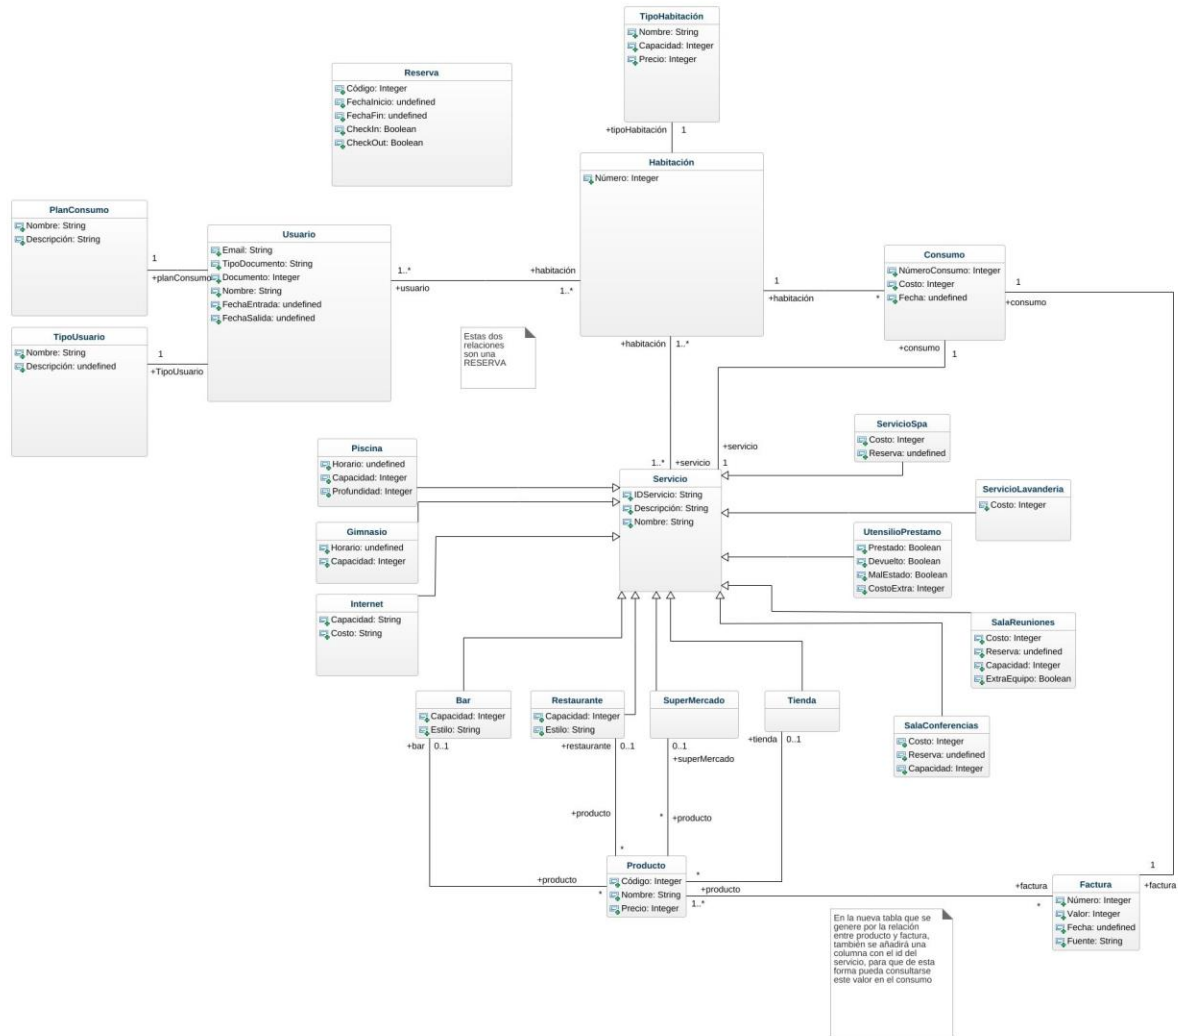 TipoHabitación
Nombre: String
Capacidad: Integer
Precio: Integer
+tipoHabitación 1
Reserva
Código: Integer
FechaInicio: undefined
FechaFin: undefined
CheckIn: Boolean
CheckOut: Boolean
Habitación
Número: Integer
PlanConsumo
Nombre: String
Descripción: String
1
+planConsumo
Usuario
Email: String
TipoDocumento: String
Documento: Integer
Nombre: String
FechaEntrada: undefined
FechaSalida: undefined
1..*
+usuario
+habitación
1..*
Consumo
NúmeroConsumo: Integer
Costo: Integer
Fecha: undefined
1
+habitación
*
1
+consumo
TipoUsuario
Nombre: String
Descripción: undefined
1
+TipoUsuario
Estas dos
relaciones
son una
RESERVA
+habitación 1..*
+consumo
1
+servicio
1..* +servicio 1
ServicioSpa
Costo: Integer
Reserva: undefined
Piscina
Horario: undefined
Capacidad: Integer
Profundidad: Integer
Servicio
IDServicio: String
Descripción: String
Nombre: String
ServicioLavanderia
Costo: Integer
Gimnasio
Horario: undefined
Capacidad: Integer
UtensilioPrestamo
Prestado: Boolean
Devuelto: Boolean
MalEstado: Boolean
CostoExtra: Integer
Internet
Capacidad: String
Costo: String
SalaReuniones
Costo: Integer
Reserva: undefined
Capacidad: Integer
ExtraEquipo: Boolean
Bar
Capacidad: Integer
Estilo: String
+bar 0..1
Restaurante
Capacidad: Integer
Estilo: String
+restaurante 0..1
SuperMercado
0..1
+superMercado
Tienda
+tienda 0..1
SalaConferencias
Costo: Integer
Reserva: undefined
Capacidad: Integer
+producto
*
* +producto
+producto
*
Producto
Código: Integer
Nombre: String
Precio: Integer
*
+producto
1..*
+factura
*
1
+factura
Factura
Número: Integer
Valor: Integer
Fecha: undefined
Fuente: String
En la nueva tabla que se
genere por la relación
entre producto y factura,
también se añadirá una
columna con el id del
servicio, para que de esta
forma pueda consultarse
este valor en el consumo